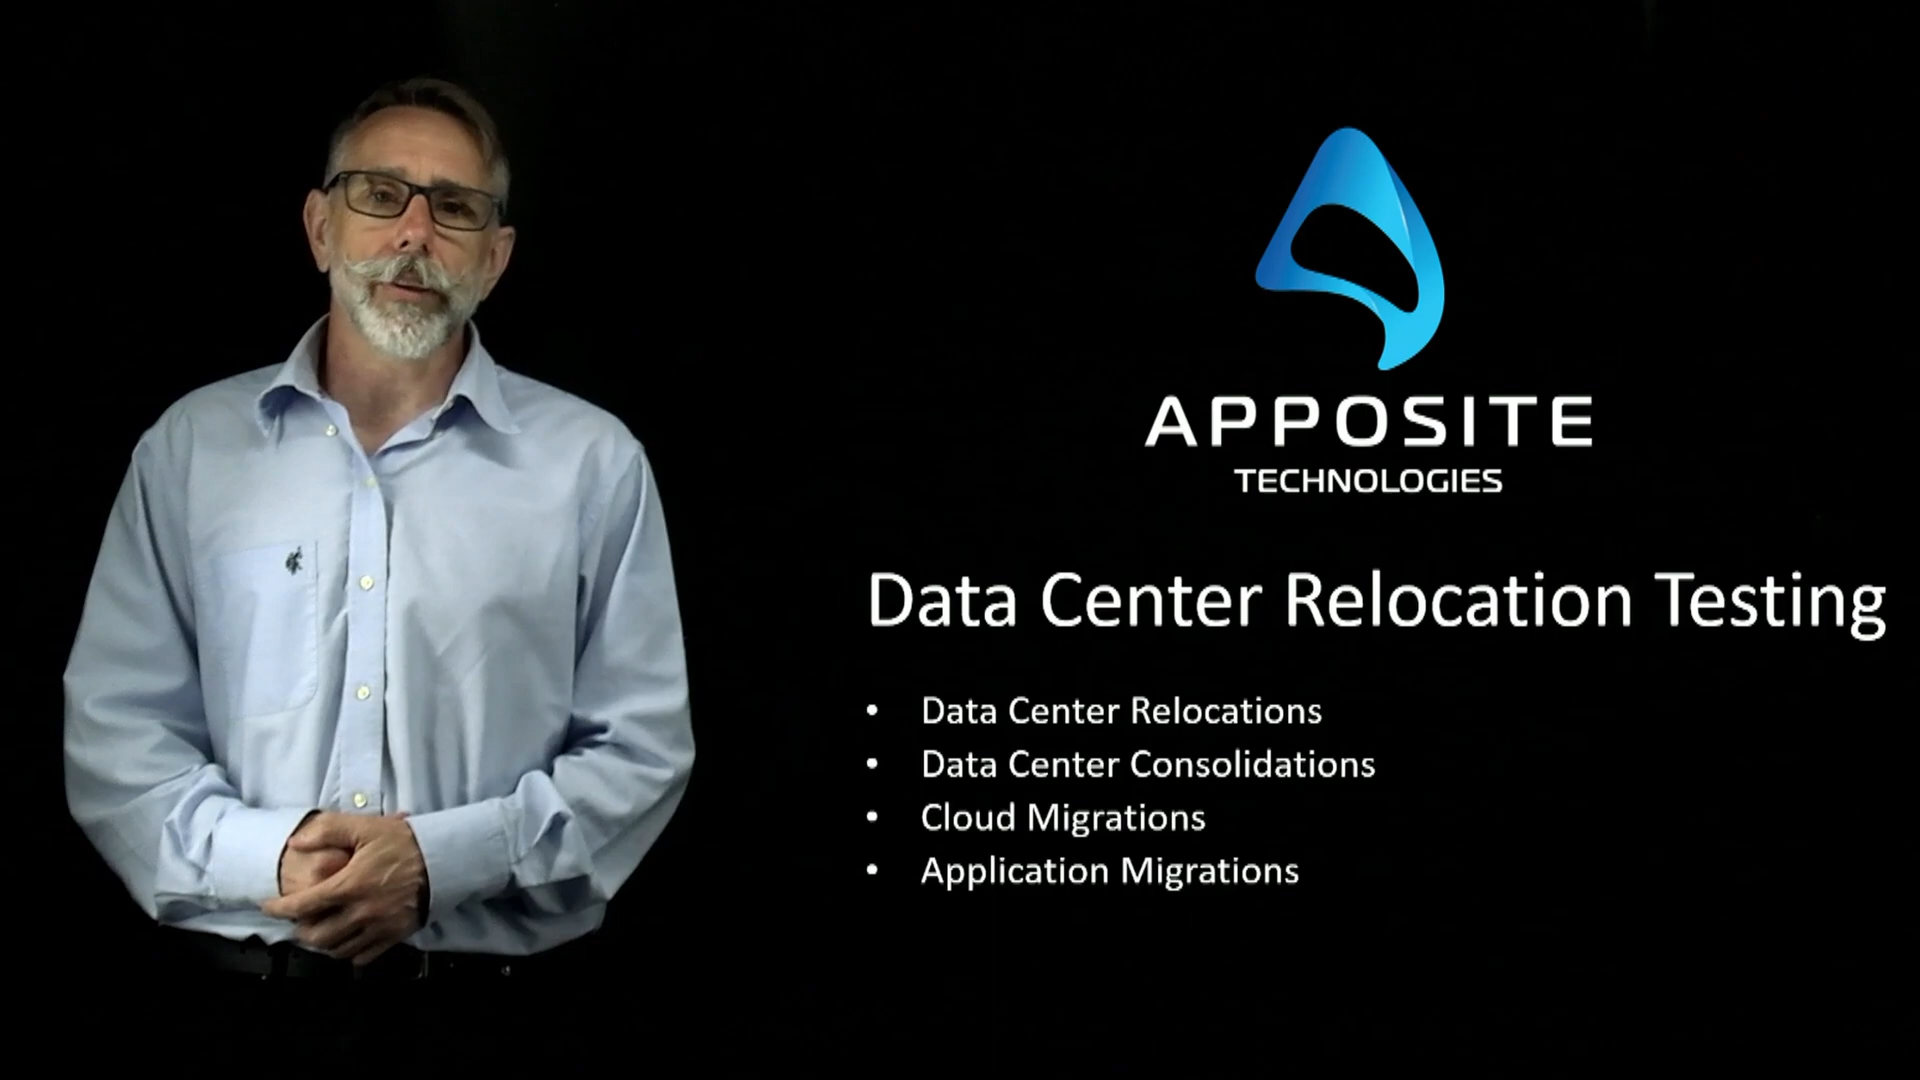 APPOSITE
TECHNOLOGIES
Data Center Relocation Testing
• Data Center Relocations
• Data Center Consolidations
• Cloud Migrations
• Application Migrations